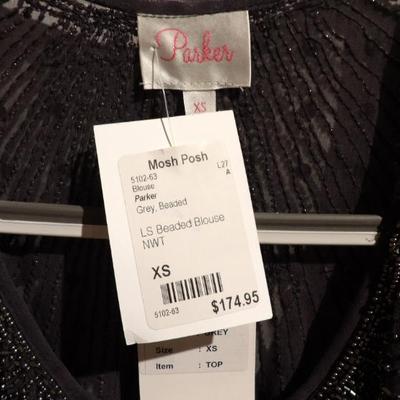 Parker
XS
Mosh Posh
5102-63
L27
Blouse
A
Parker
Grey, Beaded
LS Beaded Blouse
NWT
XS
5102-63
$174.95
: GREY
Size : XS
Item : TOP